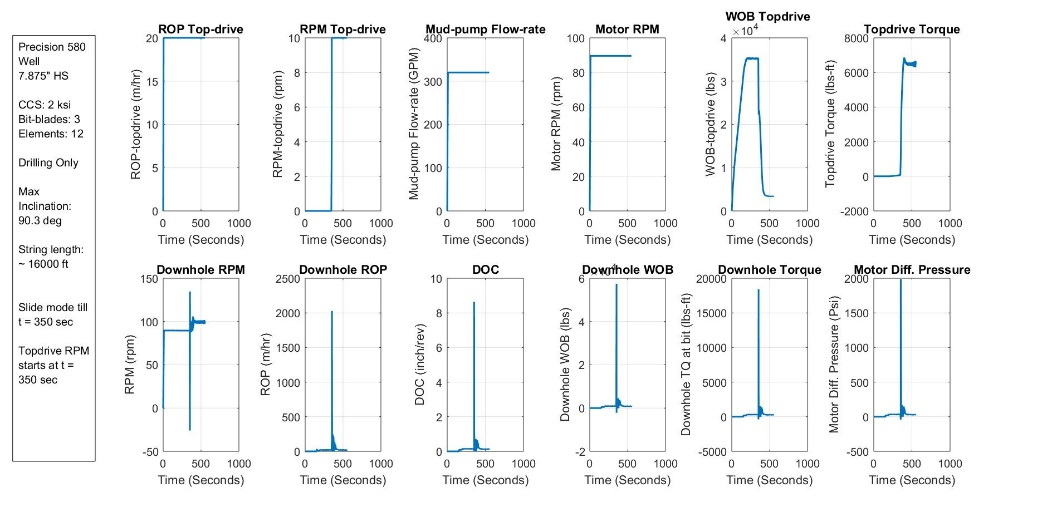 Precision 580
Well
7.875" HS
CCS: 2 ksi
Bit-blades: 3
Elements: 12
Drilling Only
Max
Inclination:
90.3 deg
String length:
~ 16000 ft
Slide mode till
t = 350 sec
Topdrive RPM
starts at t =
350 sec
ROP Top-drive
ROP-topdrive (m/hr)
20
15
10
5
0
0 500 1000
Time (Seconds)
RPM Top-drive
RPM-topdrive (rpm)
10
8
6
4
2
0
0 500 1000
Time (Seconds)
Mud-pump Flow-rate
Mud-pump Flow-rate (GPM)
400
300
200
100
0
0 500 1000
Time (Seconds)
Motor RPM
Motor RPM (rpm)
100
80
60
40
20
0
0 500 1000
Time (Seconds)
WOB Topdrive
×10⁴
WOB-topdrive (lbs)
4
3
2
1
0
0 500 1000
Time (Seconds)
Topdrive Torque
Topdrive Torque (lbs-ft)
8000
6000
4000
2000
0
-2000
0 500 1000
Time (Seconds)
Downhole RPM
RPM (rpm)
150
100
50
0
-50
0 500 1000
Time (Seconds)
Downhole ROP
ROP (m/hr)
2500
2000
1500
1000
500
0
0 500 1000
Time (Seconds)
DOC
DOC (inch/rev)
10
8
6
4
2
0
0 500 1000
Time (Seconds)
Downhole WOB
Downhole WOB (lbs)
6
4
2
0
-2
0 500 1000
Time (Seconds)
Downhole Torque
Downhole TQ at bit (lbs-ft)
20000
15000
10000
5000
0
-5000
0 500 1000
Time (Seconds)
Motor Diff. Pressure
Motor Diff. Pressure (Psi)
2000
1500
1000
500
0
-500
0 500 1000
Time (Seconds)